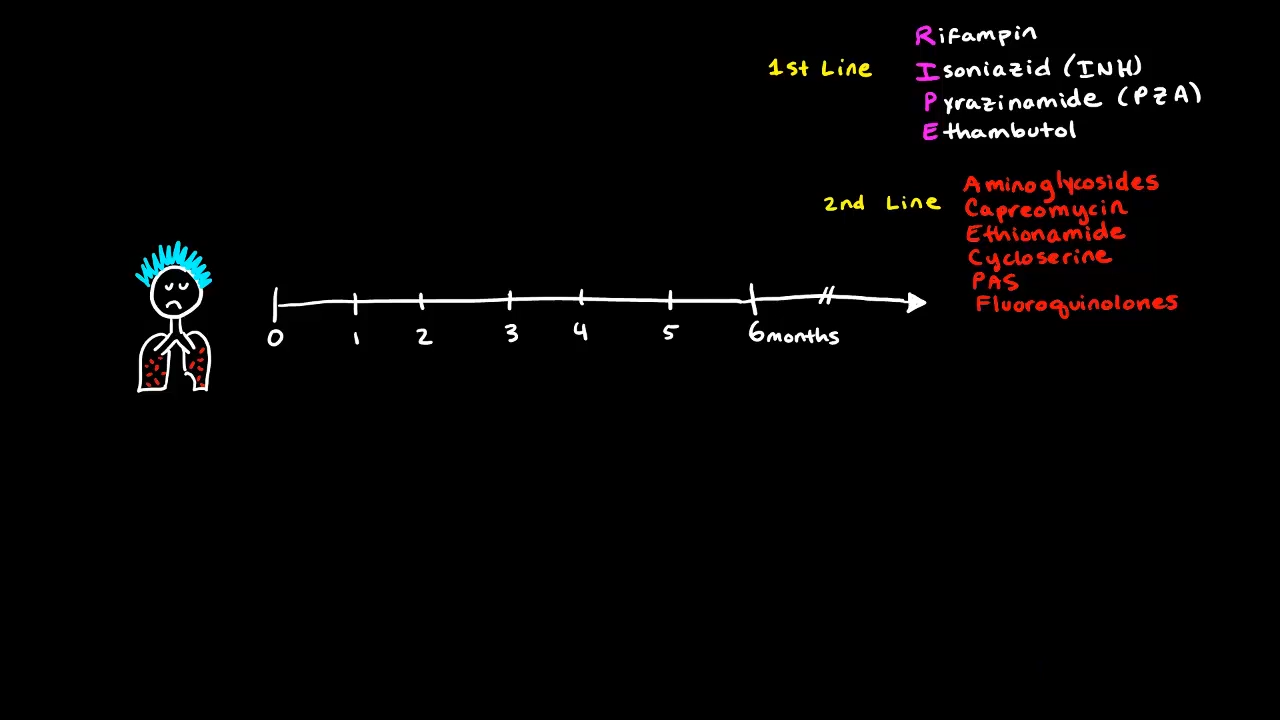 Rifampin
1st Line
Isoniazid (INH)
Pyrazinamide (PZA)
Ethambutol
2nd Line
Aminoglycosides
Capreomycin
Ethionamide
Cycloserine
PAS
Fluoroquinolones
0 1 2 3 4 5 6months